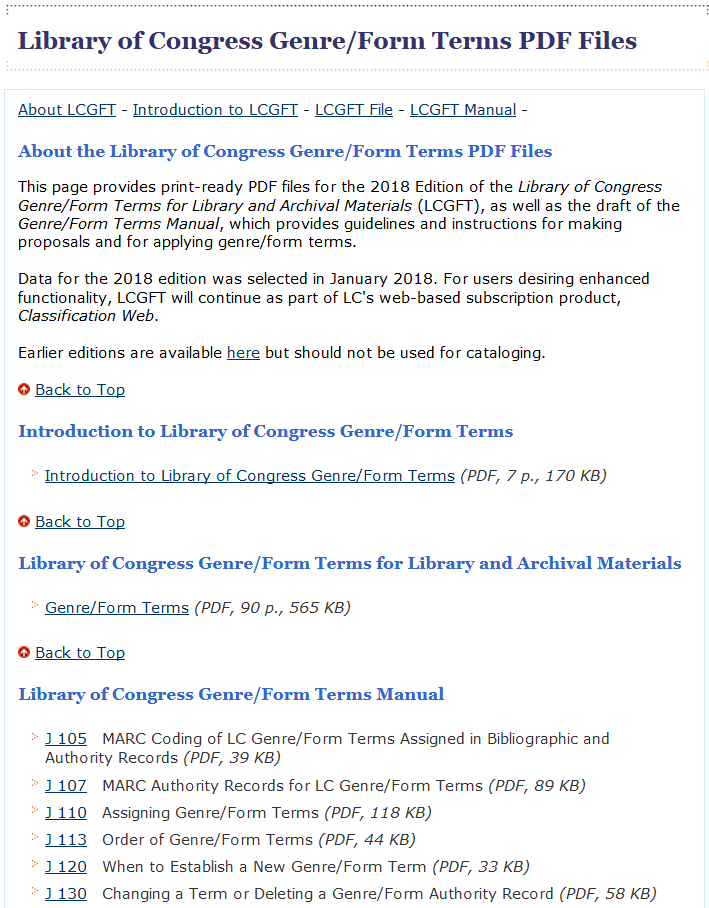 Library of Congress Genre/Form Terms PDF Files
About LCGFT - Introduction to LCGFT - LCGFT File - LCGFT Manual -
About the Library of Congress Genre/Form Terms PDF Files
This page provides print-ready PDF files for the 2018 Edition of the Library of Congress
Genre/Form Terms for Library and Archival Materials (LCGFT), as well as the draft of the
Genre/Form Terms Manual, which provides guidelines and instructions for making
proposals and for applying genre/form terms.
Data for the 2018 edition was selected in January 2018. For users desiring enhanced
functionality, LCGFT will continue as part of LC's web-based subscription product,
Classification Web.
Earlier editions are available here but should not be used for cataloging.
Back to Top
Introduction to Library of Congress Genre/Form Terms
Introduction to Library of Congress Genre/Form Terms (PDF, 7 p., 170 KB)
Back to Top
Library of Congress Genre/Form Terms for Library and Archival Materials
Genre/Form Terms (PDF, 90 p., 565 KB)
Back to Top
Library of Congress Genre/Form Terms Manual
J 105 MARC Coding of LC Genre/Form Terms Assigned in Bibliographic and
Authority Records (PDF, 39 KB)
J 107 MARC Authority Records for LC Genre/Form Terms (PDF, 89 KB)
J 110 Assigning Genre/Form Terms (PDF, 118 KB)
J 113 Order of Genre/Form Terms (PDF, 44 KB)
J 120 When to Establish a New Genre/Form Term (PDF, 33 KB)
J 130 Changing a Term or Deleting a Genre/Form Authority Record (PDF, 58 KB)